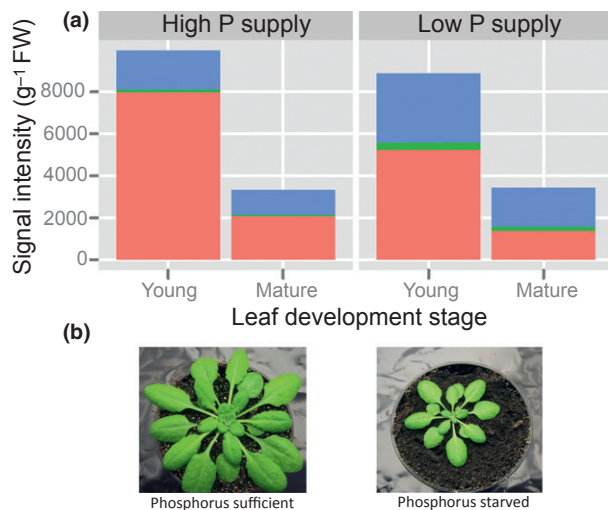 (a)
High P supply
Low P supply
Signal intensity (g⁻¹ FW)
8000
6000
4000
2000
0
Young
Mature
Young
Mature
Leaf development stage
(b)
Phosphorus sufficient
Phosphorus starved